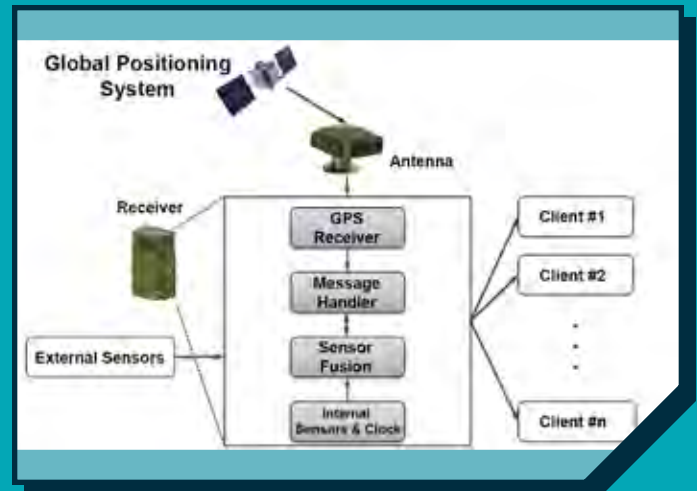 Global Positioning
System
Antenna
Receiver
GPS
Receiver
Message
Handler
Sensor
Fusion
Internal
Sensors & Clock
External Sensors
Client #1
Client #2
Client #n